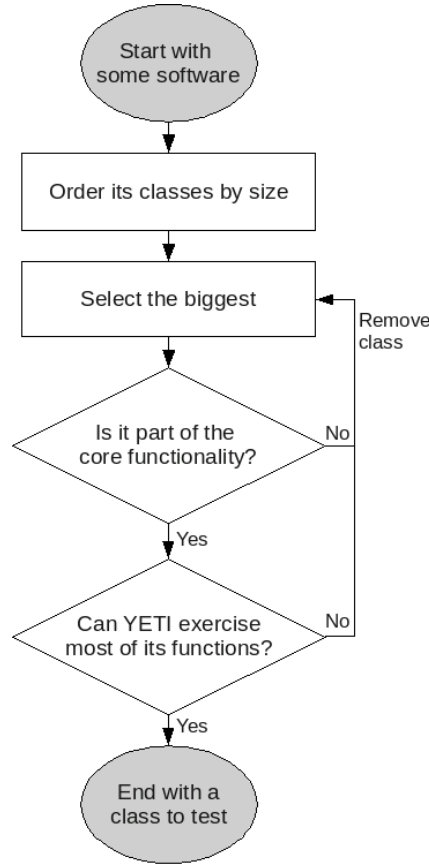 Start with
some software
Order its classes by size
Select the biggest
Remove
class
Is it part of the
core functionality?
No
Yes
Can YETI exercise
most of its functions?
No
Yes
End with a
class to test